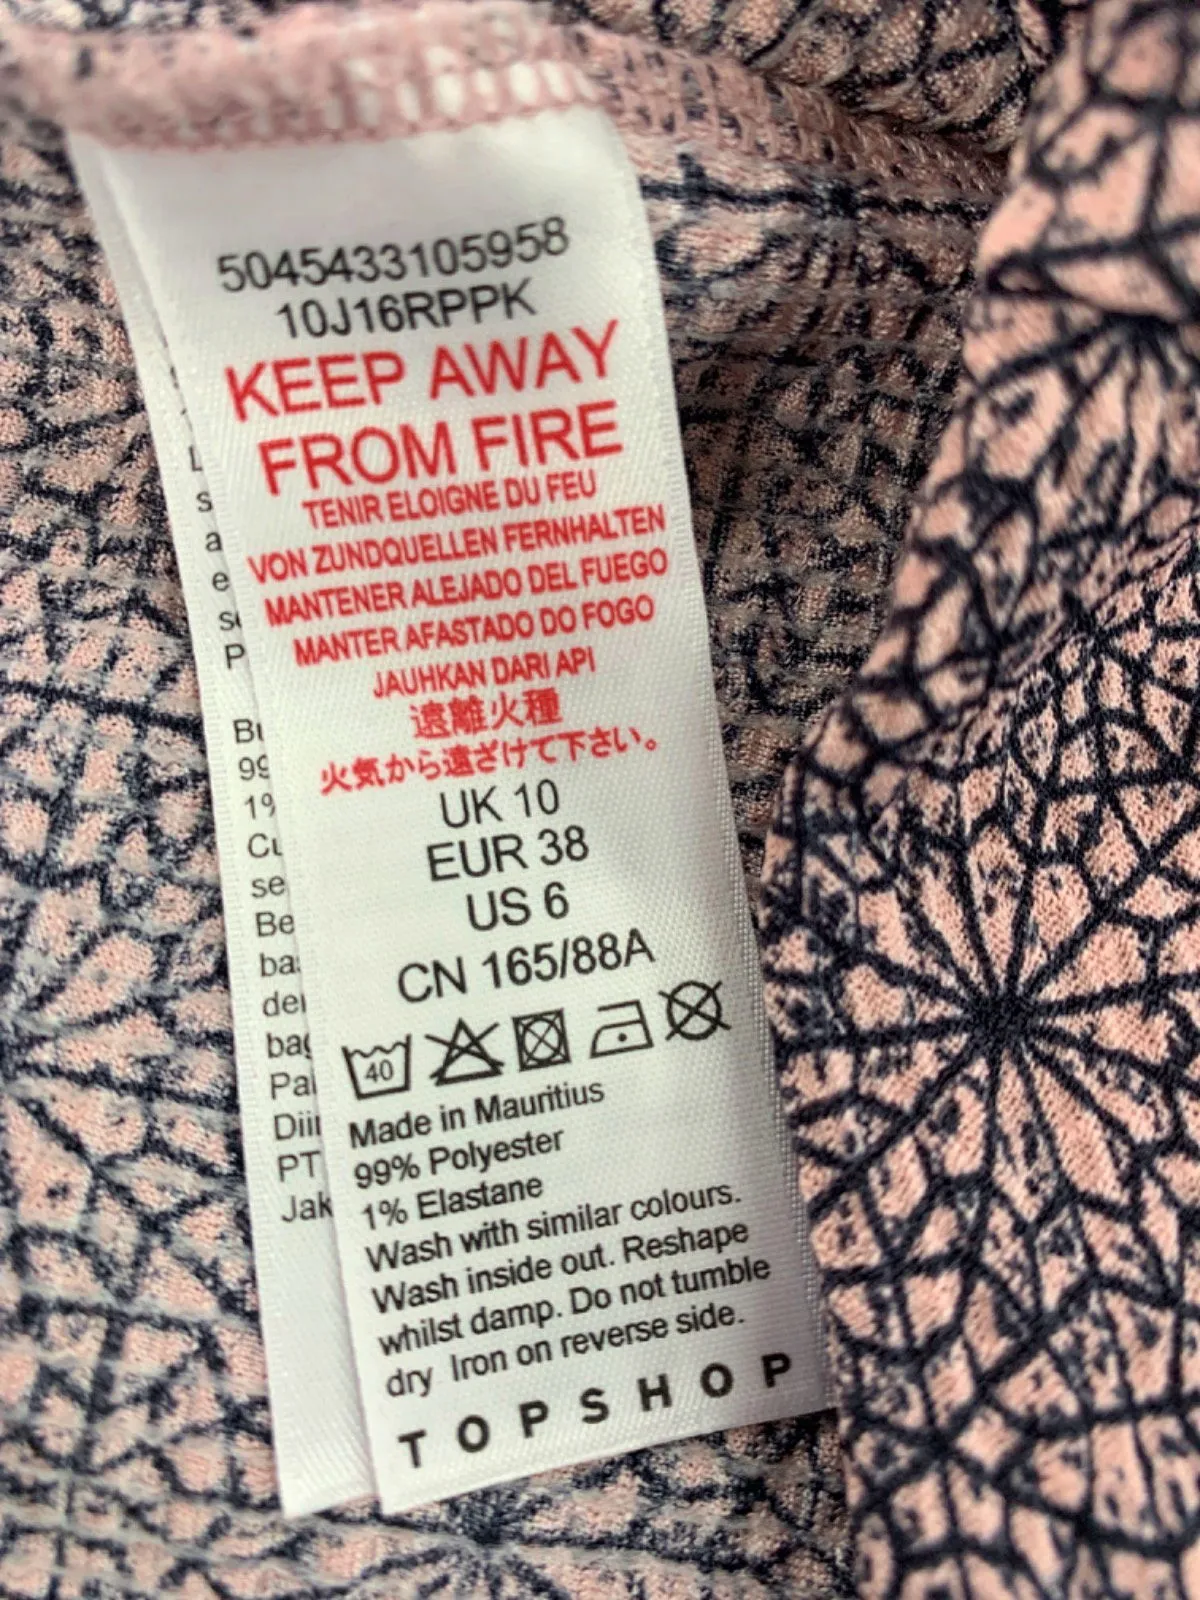 5045433105958
10J16RPPK
KEEP AWAY
FROM FIRE
TENIR ELOIGNE DU FEU
VON ZUNDQUELLEN FERNHALTEN
MANTENER ALEJADO DEL FUEGO
MANTER AFASTADO DO FOGO
JAUHKAN DARI API
遠離火種
火気から遠ざけて下さい。
UK 10
EUR 38
US 6
CN 165/88A
40
Made in Mauritius
99% Polyester
1% Elastane
Wash with similar colours.
Wash inside out. Reshape
whilst damp. Do not tumble
dry Iron on reverse side.
TOPSHOP